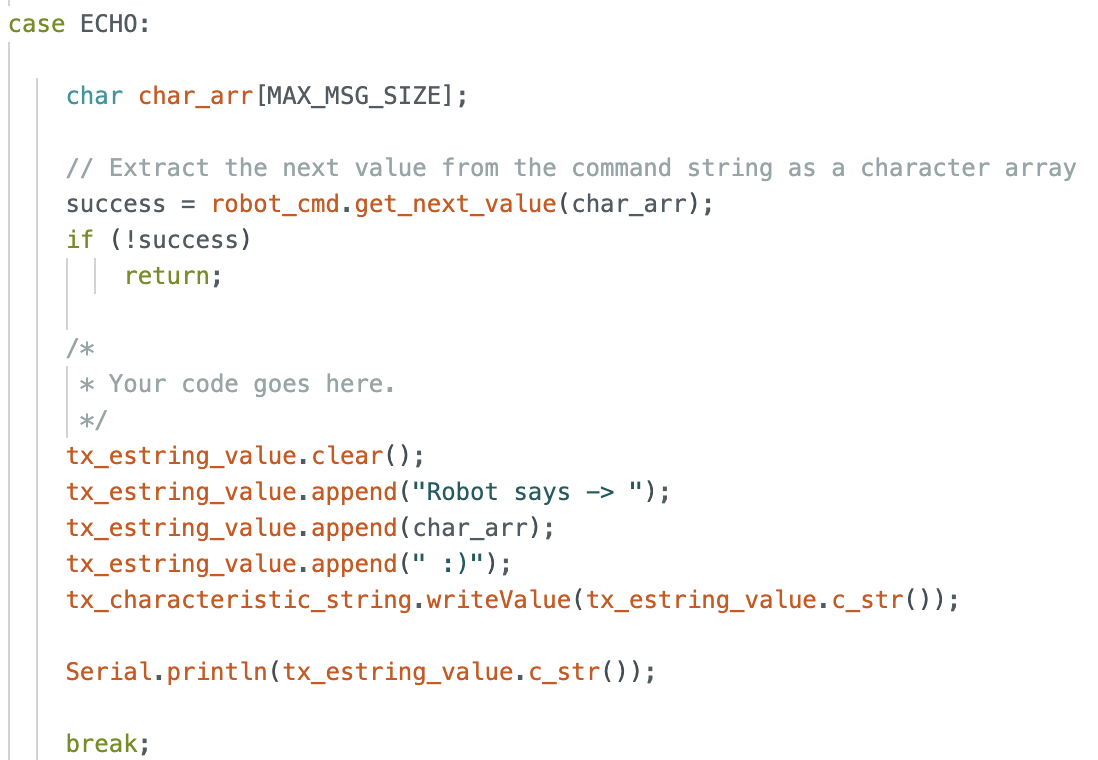 case ECHO:
char char_arr[MAX_MSG_SIZE];
// Extract the next value from the command string as a character array
success = robot_cmd.get_next_value(char_arr);
if (!success)
return;
/*
* Your code goes here.
*/
tx_estring_value.clear();
tx_estring_value.append("Robot says -> ");
tx_estring_value.append(char_arr);
tx_estring_value.append(" :)");
tx_characteristic_string.writeValue(tx_estring_value.c_str());
Serial.println(tx_estring_value.c_str());
break;